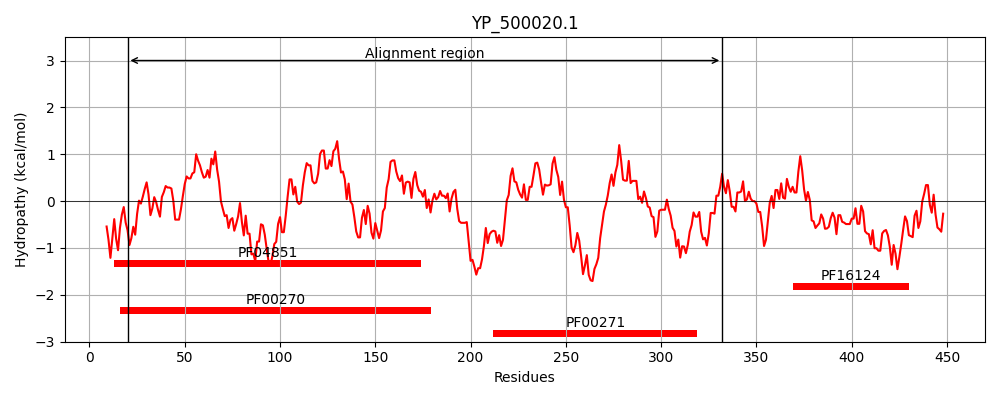 YP_500020.1
Alignment region
Hydropathy (kcal/mol)
3
2
1
0
−1
−2
−3
PF04851
PF00270
PF00271
PF16124
0 50 100 150 200 250 300 350 400 450
Residues